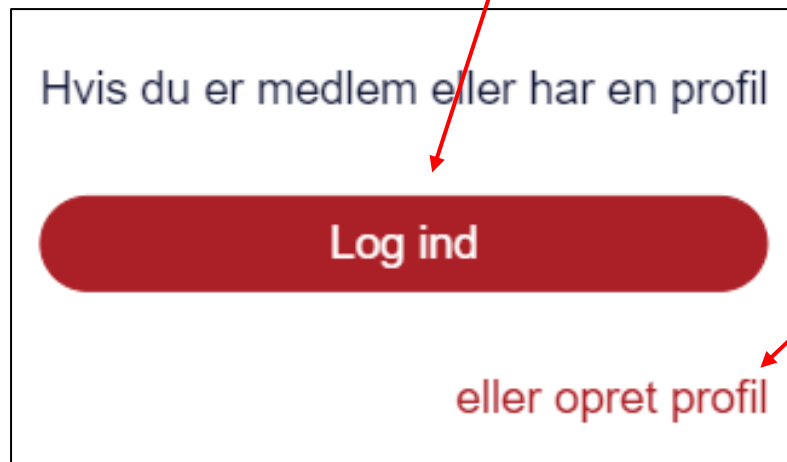 Hvis du er medlem eller har en profil
Log ind
eller opret profil